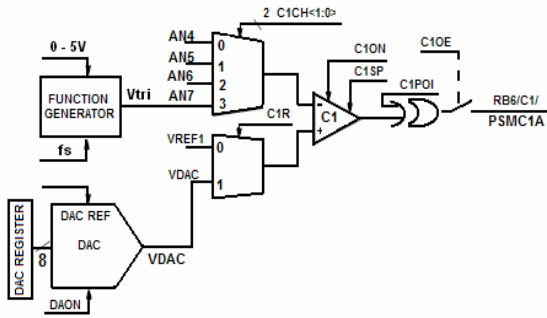 2 C1CH<1:0>
AN4
0 - 5V
0
AN5
1
C1ON
C1OE
AN6
2
C1SP
FUNCTION
GENERATOR
Vtri
AN7
3
C1POI
RB6/C1/
PSMC1A
C1R
-
C1
+
fs
VREF1
0
VDAC
1
DAC REF
DAC
DAC REGISTER
8
VDAC
DAON